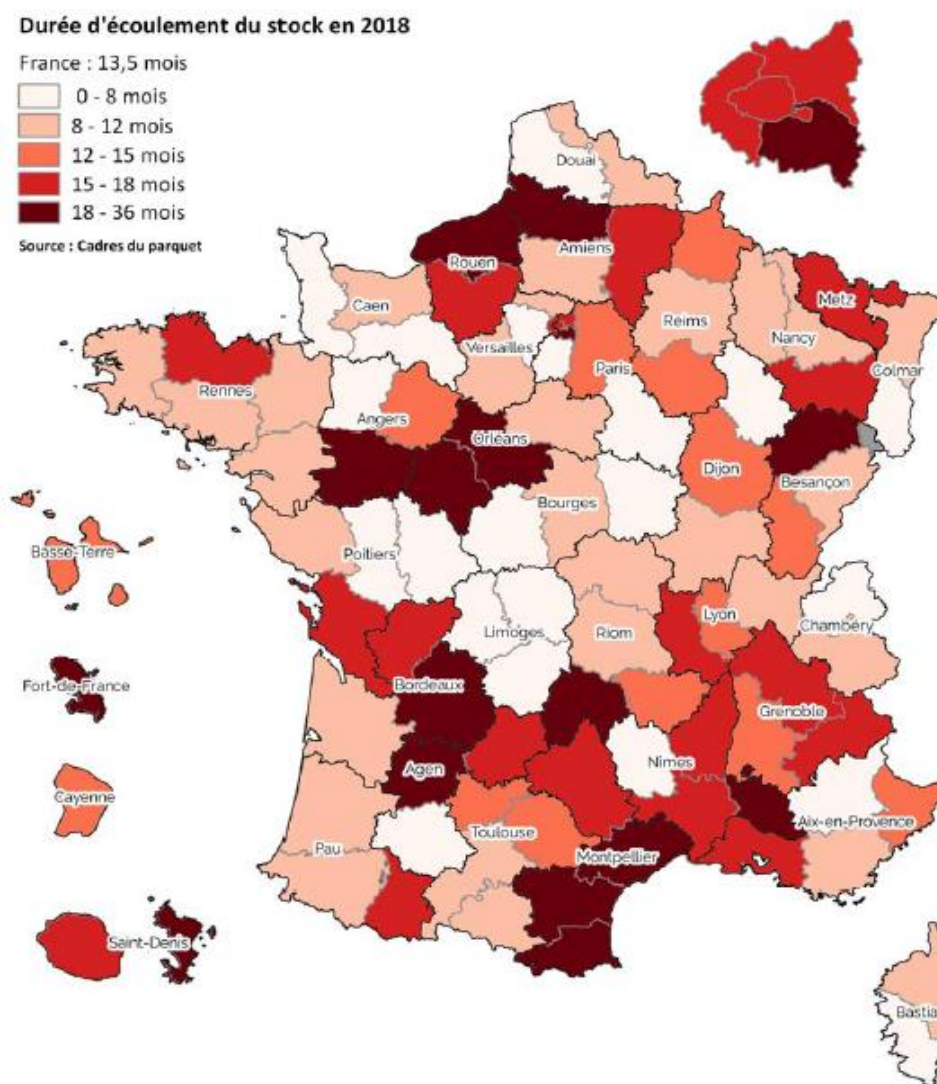 Durée d'écoulement du stock en 2018
France : 13,5 mois
0 - 8 mois
8 - 12 mois
12 - 15 mois
15 - 18 mois
18 - 36 mois
Source : Cadres du parquet
Douai
Amiens
Rouen
Caen
Versailles
Reims
Metz
Nancy
Paris
Colmar
Rennes
Angers
Orléans
Dijon
Besançon
Bourges
Poitiers
Basse-Terre
Limoges
Riom
Lyon
Chambéry
Fort-de-France
Bordeaux
Grenoble
Agen
Nîmes
Cayenne
Toulouse
Aix-en-Provence
Pau
Montpellier
Saint-Denis
Bastia